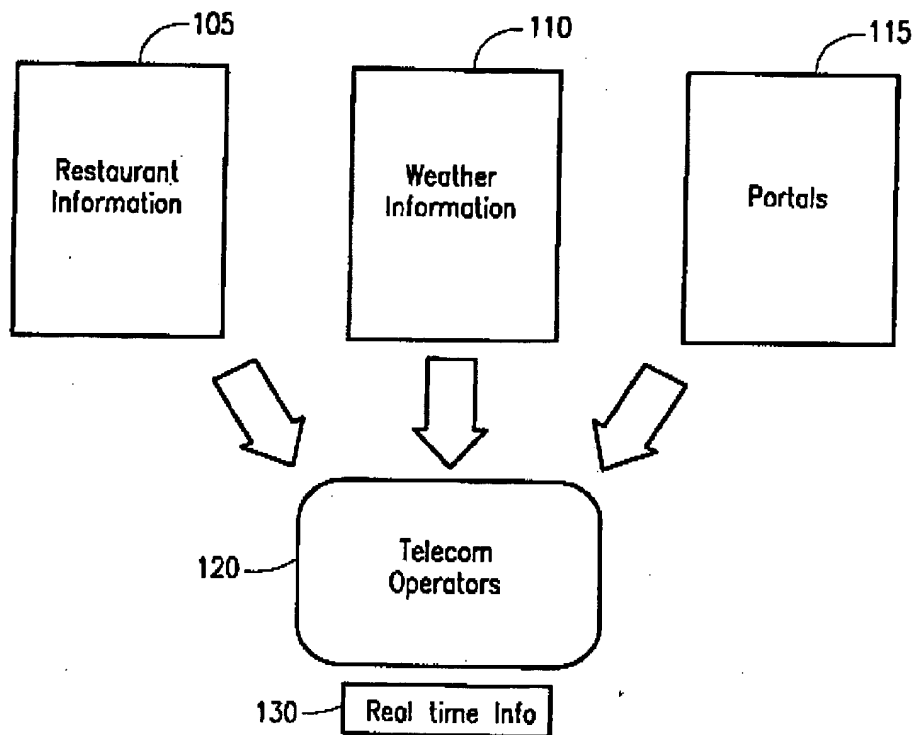 105
110
115
Restaurant
Information
Weather
Information
Portals
120
Telecom
Operators
130
Real time Info